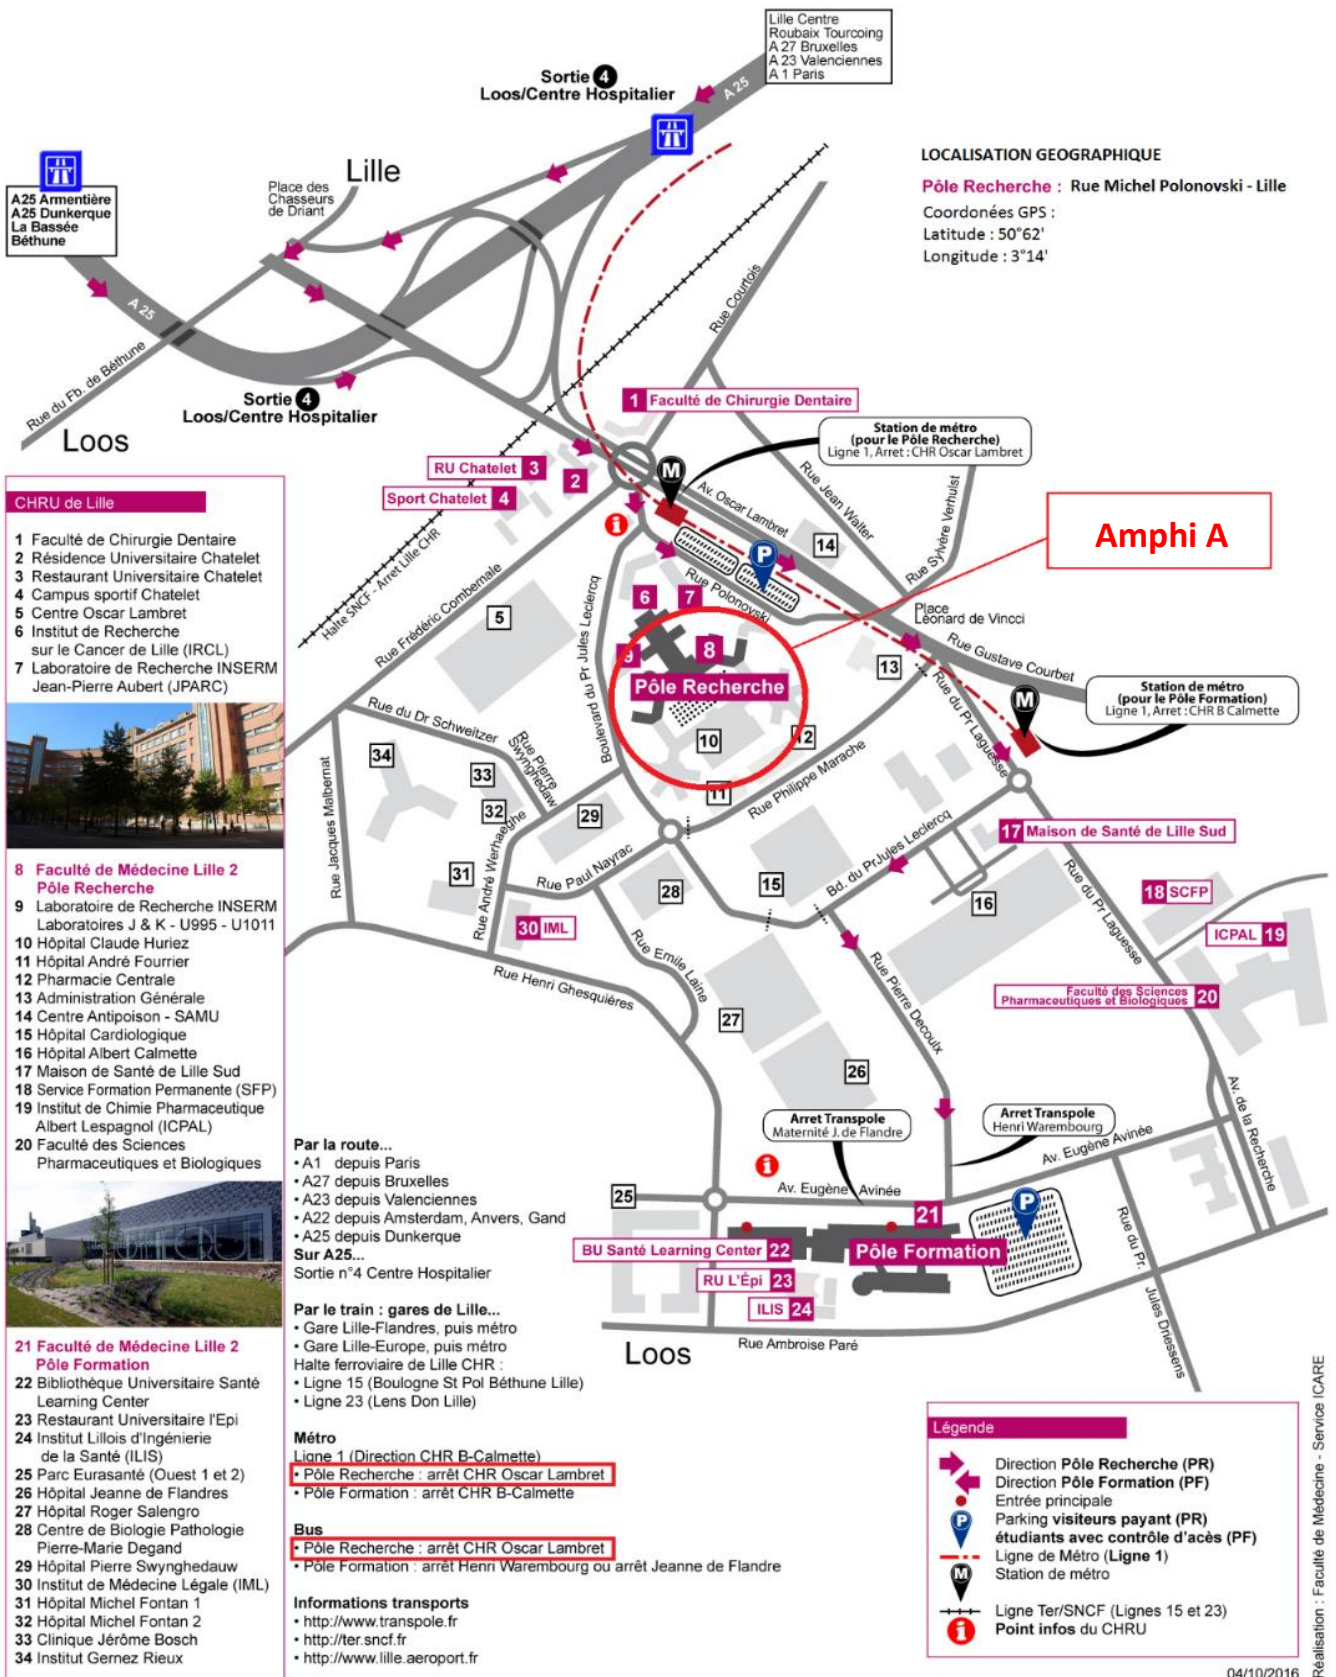 Lille Centre
Roubaix Tourcoing
A 27 Bruxelles
A 23 Valenciennes
A 1 Paris
Sortie 4
Loos/Centre Hospitalier
A 25
LOCALISATION GEOGRAPHIQUE
Pôle Recherche : Rue Michel Polonovski - Lille
Coordonées GPS :
Latitude : 50°62'
Longitude : 3°14'
Lille
Place des
Chasseurs
de Driant
A25 Armentière
A25 Dunkerque
La Bassée
Béthune
A 25
Rue du Fb. de Béthune
Sortie 4
Loos/Centre Hospitalier
Loos
Rue Courtois
1 Faculté de Chirurgie Dentaire
Station de métro
(pour le Pôle Recherche)
Ligne 1, Arret : CHR Oscar Lambret
RU Chatelet 3
2
Sport Chatelet 4
M
Av. Oscar Lambret
Rue Jean Walter
Rue Sylvère Verhulst
Amphi A
P
14
Halte SNCF - Arret Lille CHR
Rue Frédéric Combemale
5
Boulevard du Pr Jules Leclercq
Rue Polonovski
6
7
8
9
Pôle Recherche
10
11
12
13
Place
Léonard de Vincci
Rue Gustave Courbet
Station de métro
(pour le Pôle Formation)
Ligne 1, Arret : CHR B Calmette
M
Rue du Pr Laguesse
Rue Philippe Marache
Rue du Dr Schweitzer
Rue Pierre
Swynghedaw
34
33
32
29
Rue Jacques Malbernat
Rue André Werhaeghe
31
Rue Paul Nayrac
28
15
Bd. du PrJules Leclercq
17 Maison de Santé de Lille Sud
16
Rue du Pr Laguesse
18 SCFP
ICPAL 19
30 IML
Rue Henri Ghesquières
Rue Emile Laine
27
26
Rue Pierre Decoulx
Faculté des Sciences
Pharmaceutiques et Biologiques 20
Av. de la Recherche
Arret Transpole
Maternité J. de Flandre
Arret Transpole
Henri Warembourg
Av. Eugène Avinée
Av. Eugène Avinée
25
21
P
BU Santé Learning Center 22
Pôle Formation
RU L'Épi 23
ILIS 24
Rue Ambroise Paré
Loos
Rue du Pr.
Jules Driessens
CHRU de Lille
1 Faculté de Chirurgie Dentaire
2 Résidence Universitaire Chatelet
3 Restaurant Universitaire Chatelet
4 Campus sportif Chatelet
5 Centre Oscar Lambret
6 Institut de Recherche
sur le Cancer de Lille (IRCL)
7 Laboratoire de Recherche INSERM
Jean-Pierre Aubert (JPARC)
8 Faculté de Médecine Lille 2
Pôle Recherche
9 Laboratoire de Recherche INSERM
Laboratoires J & K - U995 - U1011
10 Hôpital Claude Huriez
11 Hôpital André Fourrier
12 Pharmacie Centrale
13 Administration Générale
14 Centre Antipoison - SAMU
15 Hôpital Cardiologique
16 Hôpital Albert Calmette
17 Maison de Santé de Lille Sud
18 Service Formation Permanente (SFP)
19 Institut de Chimie Pharmaceutique
Albert Lespagnol (ICPAL)
20 Faculté des Sciences
Pharmaceutiques et Biologiques
21 Faculté de Médecine Lille 2
Pôle Formation
22 Bibliothèque Universitaire Santé
Learning Center
23 Restaurant Universitaire l'Epi
24 Institut Lillois d'Ingénierie
de la Santé (ILIS)
25 Parc Eurasanté (Ouest 1 et 2)
26 Hôpital Jeanne de Flandres
27 Hôpital Roger Salengro
28 Centre de Biologie Pathologie
Pierre-Marie Degand
29 Hôpital Pierre Swynghedauw
30 Institut de Médecine Légale (IML)
31 Hôpital Michel Fontan 1
32 Hôpital Michel Fontan 2
33 Clinique Jérôme Bosch
34 Institut Gernez Rieux
Par la route...
• A1 depuis Paris
• A27 depuis Bruxelles
• A23 depuis Valenciennes
• A22 depuis Amsterdam, Anvers, Gand
• A25 depuis Dunkerque
Sur A25...
Sortie n°4 Centre Hospitalier
Par le train : gares de Lille...
• Gare Lille-Flandres, puis métro
• Gare Lille-Europe, puis métro
Halte ferroviaire de Lille CHR :
• Ligne 15 (Boulogne St Pol Béthune Lille)
• Ligne 23 (Lens Don Lille)
Métro
Ligne 1 (Direction CHR B-Calmette)
• Pôle Recherche : arrêt CHR Oscar Lambret
• Pôle Formation : arrêt CHR B-Calmette
Bus
• Pôle Recherche : arrêt CHR Oscar Lambret
• Pôle Formation : arrêt Henri Warembourg ou arrêt Jeanne de Flandre
Informations transports
• http://www.transpole.fr
• http://ter.sncf.fr
• http://www.lille.aeroport.fr
Légende
Direction Pôle Recherche (PR)
Direction Pôle Formation (PF)
Entrée principale
P Parking visiteurs payant (PR)
étudiants avec contrôle d'acès (PF)
Ligne de Métro (Ligne 1)
M Station de métro
Ligne Ter/SNCF (Lignes 15 et 23)
Point infos du CHRU
Réalisation : Faculté de Médecine - Service ICARE
04/10/2016